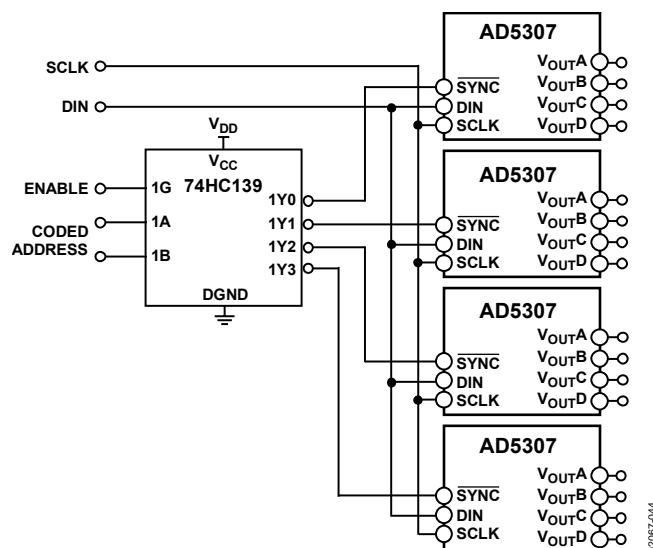 AD5307
SCLK
VOUTA
VOUTB
SYNC
DIN
DIN
VOUTC
SCLK
VOUTD
VDD
VCC
AD5307
74HC139
ENABLE
1G
1Y0
VOUTA
CODED
ADDRESS
1A
1Y1
SYNC
VOUTB
1B
1Y2
DIN
VOUTC
1Y3
SCLK
VOUTD
DGND
AD5307
VOUTA
SYNC
VOUTB
DIN
VOUTC
SCLK
VOUTD
AD5307
VOUTA
SYNC
VOUTB
DIN
VOUTC
SCLK
VOUTD